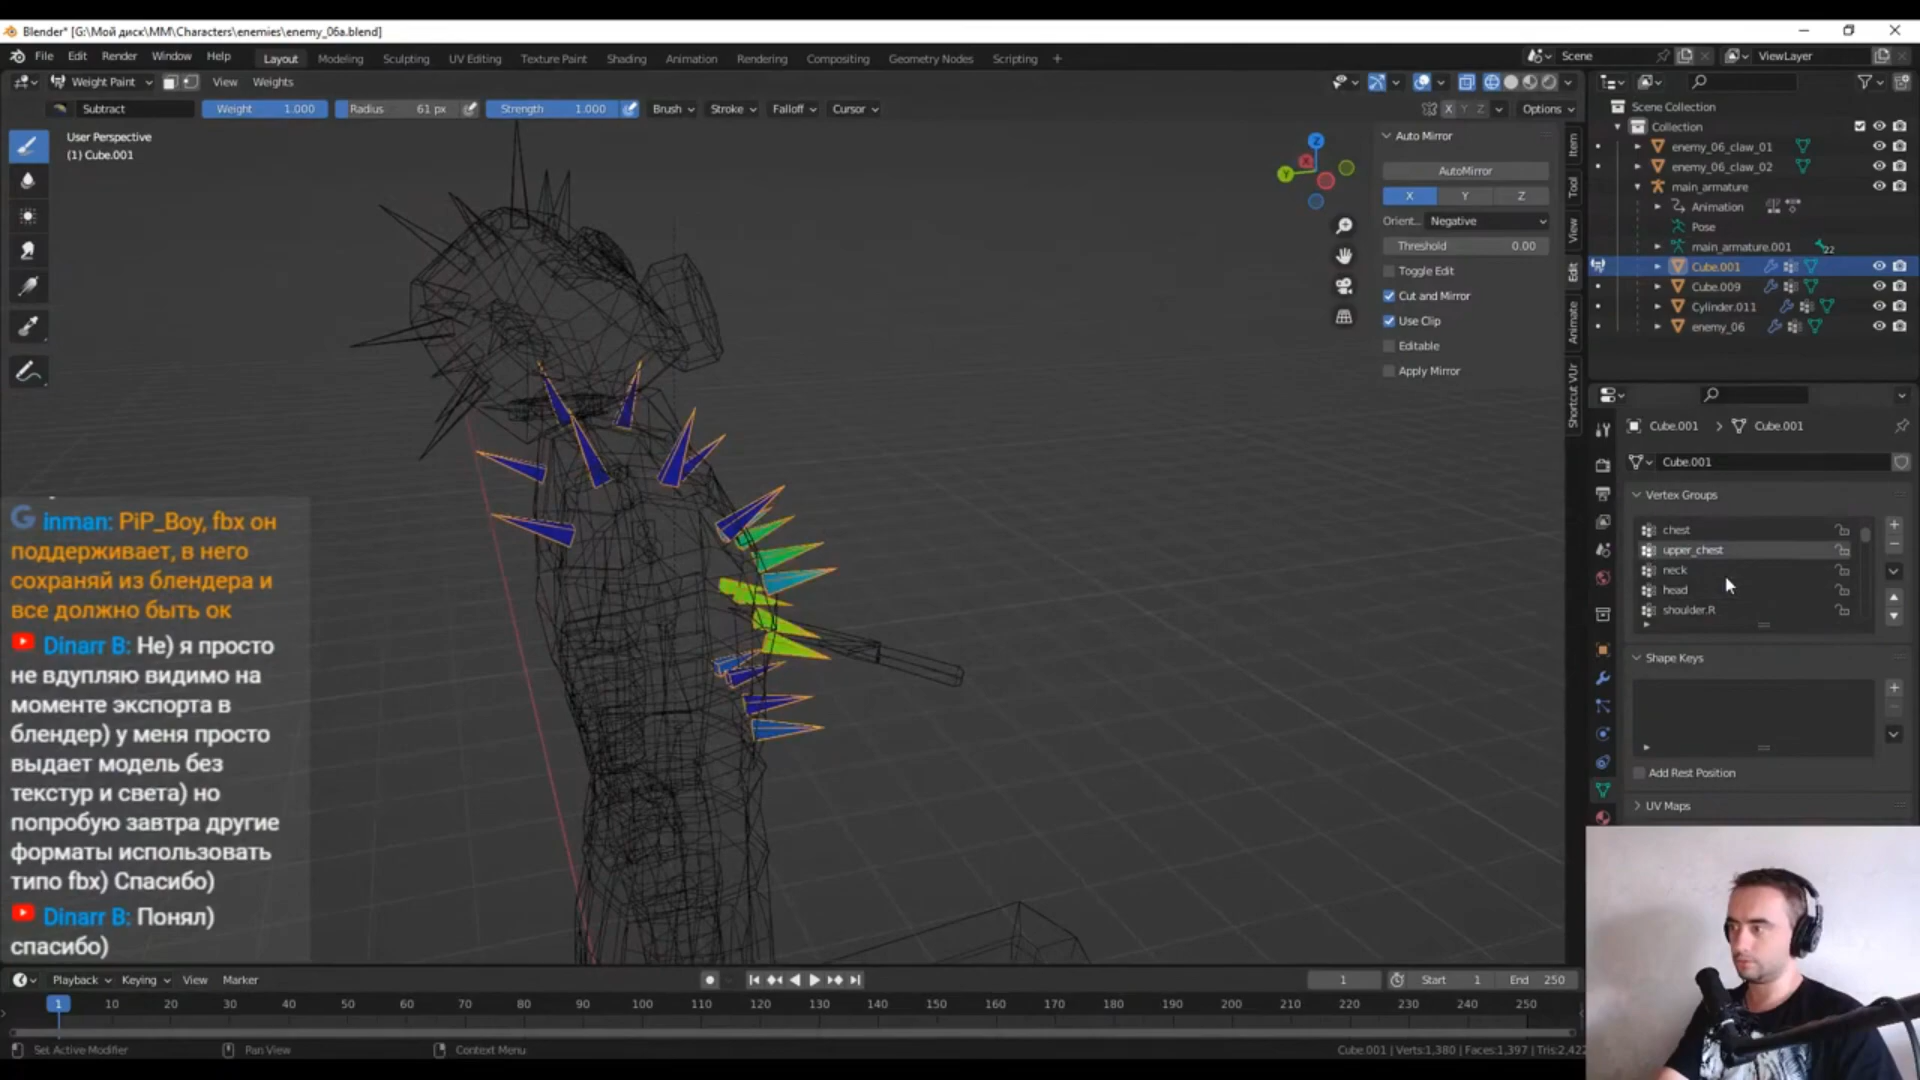 Blender* [G:\Мой диск\MM\Characters\enemies\enemy_06a.blend]
File Edit Render Window Help Layout Modeling Sculpting UV Editing Texture Paint Shading Animation Rendering Compositing Geometry Nodes Scripting + Scene ViewLayer
Weight Paint View Weights
Subtract Weight 1.000 Radius 61 px Strength 1.000 Brush Stroke Falloff Cursor X Y Z Options
User Perspective
(1) Cube.001
Z
X
Y
Auto Mirror
AutoMirror
X Y Z
Orient... Negative
Threshold 0.00
Toggle Edit
Cut and Mirror
Use Clip
Editable
Apply Mirror
Item
Tool
View
Edit
Animate
Shortcut VUr
Scene Collection
Collection
enemy_06_claw_01
enemy_06_claw_02
main_armature
Animation
Pose
main_armature.001 22
Cube.001
Cube.009
Cylinder.011
enemy_06
Cube.001 > Cube.001
Cube.001
Vertex Groups
chest
upper_chest
neck
head
shoulder.R
Shape Keys
Add Rest Position
UV Maps
inman: PiP_Boy, fbx он
поддерживает, в него
сохраняй из блендера и
все должно быть ок
Dinarr B: Не) я просто
не вдупляю видимо на
моменте экспорта в
блендер) у меня просто
выдает модель без
текстур и света) но
попробую завтра другие
форматы использовать
типо fbx) Спасибо)
Dinarr B: Понял)
спасибо)
Playback Keying View Marker 1 Start 1 End 250
1 10 20 30 40 50 60 70 80 90 100 110 120 130 140 150 160 170 180 190 200 210 220 230 240 250
Set Active Modifier Pan View Context Menu Cube.001 | Verts:1,380 | Faces:1,397 | Tris:2,422